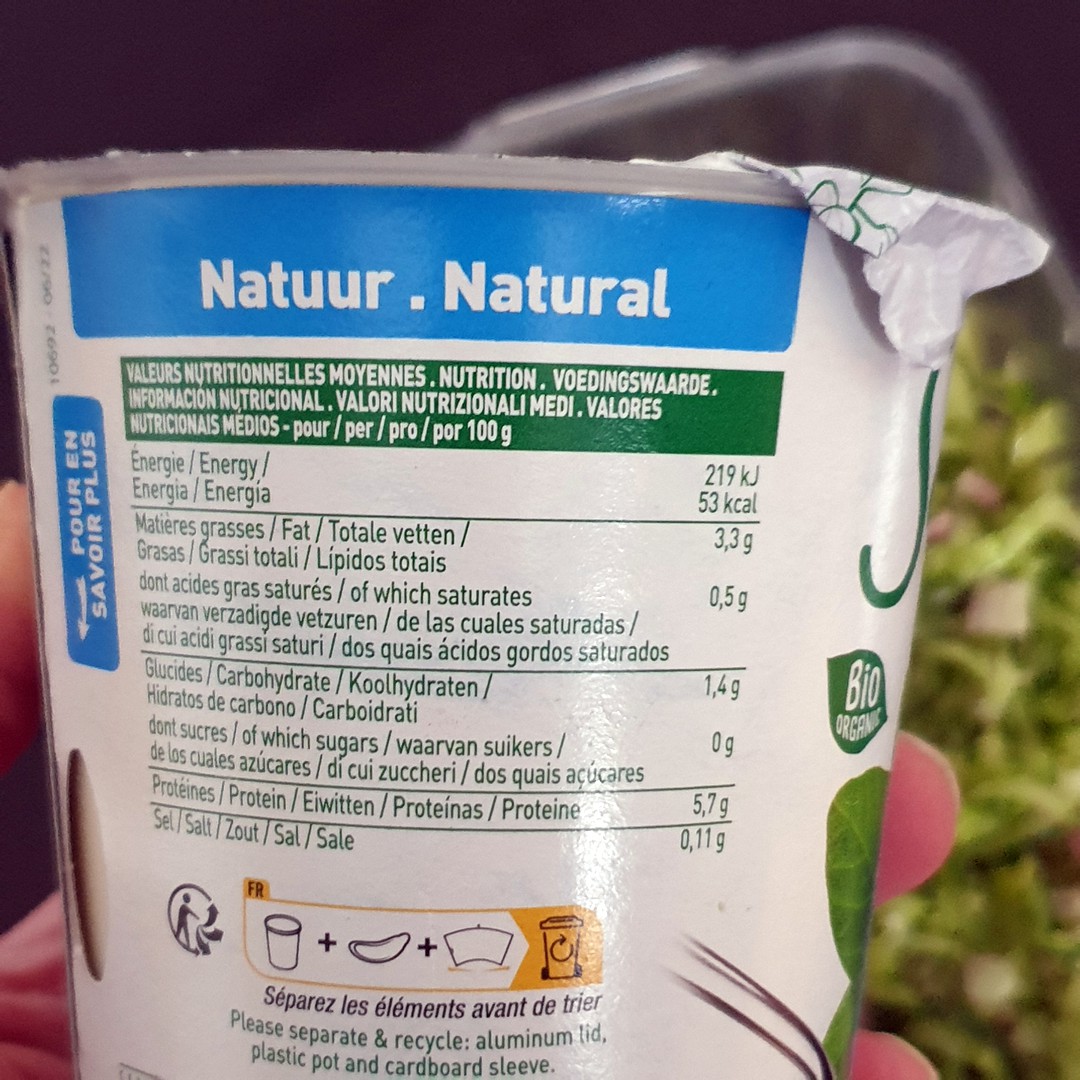 Natuur . Natural
10692 - 06/22
POUR EN
SAVOIR PLUS
VALEURS NUTRITIONNELLES MOYENNES . NUTRITION . VOEDINGSWAARDE .
INFORMACIÓN NUTRICIONAL . VALORI NUTRIZIONALI MEDI . VALORES
NUTRICIONAIS MÉDIOS - pour / per / pro / por 100 g
Énergie / Energy / 219 kJ
Energia / Energía 53 kcal
Matières grasses / Fat / Totale vetten / 3,3 g
Grasas / Grassi totali / Lípidos totais
dont acides gras saturés / of which saturates 0,5 g
waarvan verzadigde vetzuren / de las cuales saturadas /
di cui acidi grassi saturi / dos quais ácidos gordos saturados
Glucides / Carbohydrate / Koolhydraten / 1,4 g
Hidratos de carbono / Carboidrati
dont sucres / of which sugars / waarvan suikers / 0 g
de los cuales azúcares / di cui zuccheri / dos quais açúcares
Protéines / Protein / Eiwitten / Proteínas / Proteine 5,7 g
Sel / Salt / Zout / Sal / Sale 0,11 g
Bio
ORGANIC
FR
+ +
Séparez les éléments avant de trier
Please separate & recycle: aluminum lid,
plastic pot and cardboard sleeve.